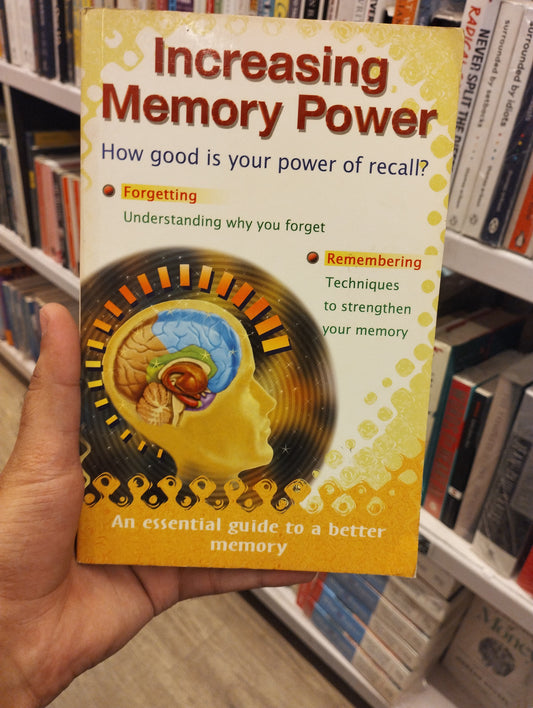 Increasing
Memory Power
How good is your power of recall?
Forgetting
Understanding why you forget
Remembering
Techniques
to strengthen
your memory
An essential guide to a better
memory
NEVER SPLIT THE
surrounded by setbacks
surrounded by idiots
Money